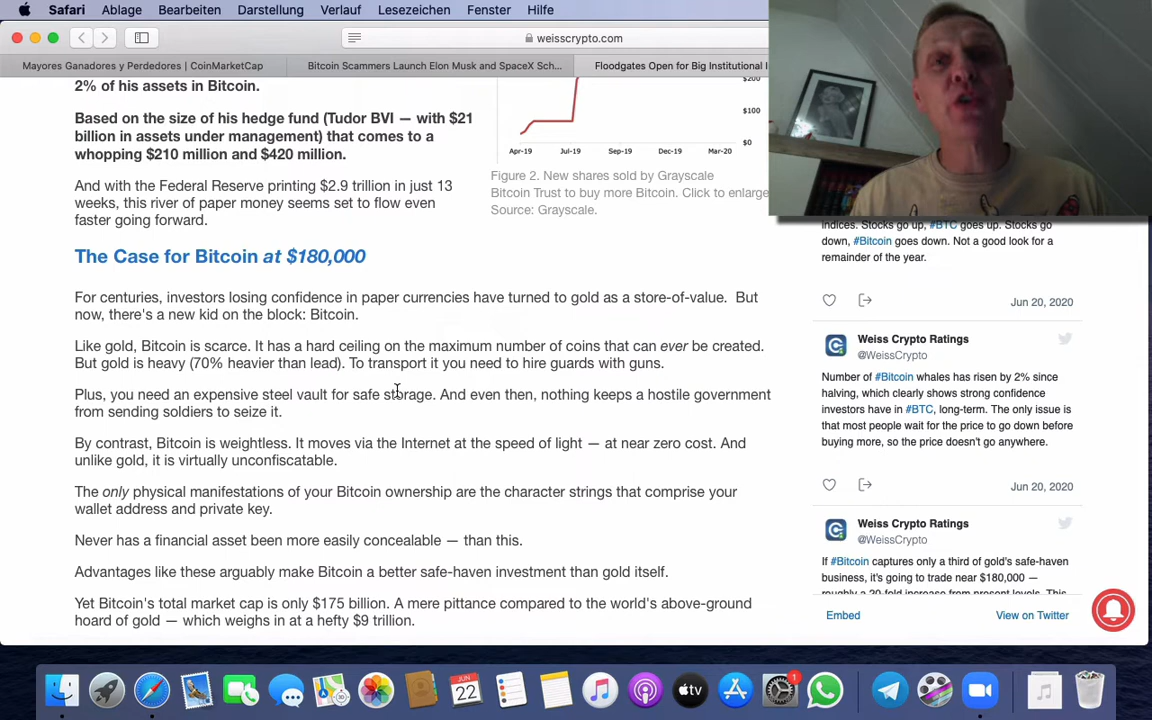 Safari Ablage Bearbeiten Darstellung Verlauf Lesezeichen Fenster Hilfe
weisscrypto.com
Mayores Ganadores y Perdedores | CoinMarketCap
Bitcoin Scammers Launch Elon Musk and SpaceX Sch...
Floodgates Open for Big Institutional
2% of his assets in Bitcoin.
Based on the size of his hedge fund (Tudor BVI — with $21
billion in assets under management) that comes to a
whopping $210 million and $420 million.
And with the Federal Reserve printing $2.9 trillion in just 13
weeks, this river of paper money seems set to flow even
faster going forward.
$200
$100
$0
Apr-19 Jul-19 Sep-19 Dec-19 Mar-20
Figure 2. New shares sold by Grayscale
Bitcoin Trust to buy more Bitcoin. Click to enlarge
Source: Grayscale.
The Case for Bitcoin at $180,000
For centuries, investors losing confidence in paper currencies have turned to gold as a store-of-value. But
now, there's a new kid on the block: Bitcoin.
Like gold, Bitcoin is scarce. It has a hard ceiling on the maximum number of coins that can ever be created.
But gold is heavy (70% heavier than lead). To transport it you need to hire guards with guns.
Plus, you need an expensive steel vault for safe storage. And even then, nothing keeps a hostile government
from sending soldiers to seize it.
By contrast, Bitcoin is weightless. It moves via the Internet at the speed of light — at near zero cost. And
unlike gold, it is virtually unconfiscatable.
The only physical manifestations of your Bitcoin ownership are the character strings that comprise your
wallet address and private key.
Never has a financial asset been more easily concealable — than this.
Advantages like these arguably make Bitcoin a better safe-haven investment than gold itself.
Yet Bitcoin's total market cap is only $175 billion. A mere pittance compared to the world's above-ground
hoard of gold — which weighs in at a hefty $9 trillion.
indices. Stocks go up, #BTC goes up. Stocks go
down, #Bitcoin goes down. Not a good look for a
remainder of the year.
Jun 20, 2020
Weiss Crypto Ratings
@WeissCrypto
Number of #Bitcoin whales has risen by 2% since
halving, which clearly shows strong confidence
investors have in #BTC, long-term. The only issue is
that most people wait for the price to go down before
buying more, so the price doesn't go anywhere.
Jun 20, 2020
Weiss Crypto Ratings
@WeissCrypto
If #Bitcoin captures only a third of gold's safe-haven
business, it's going to trade near $180,000 —
roughly a 20-fold increase from present levels. This
Embed View on Twitter
JUN
22
tv
1